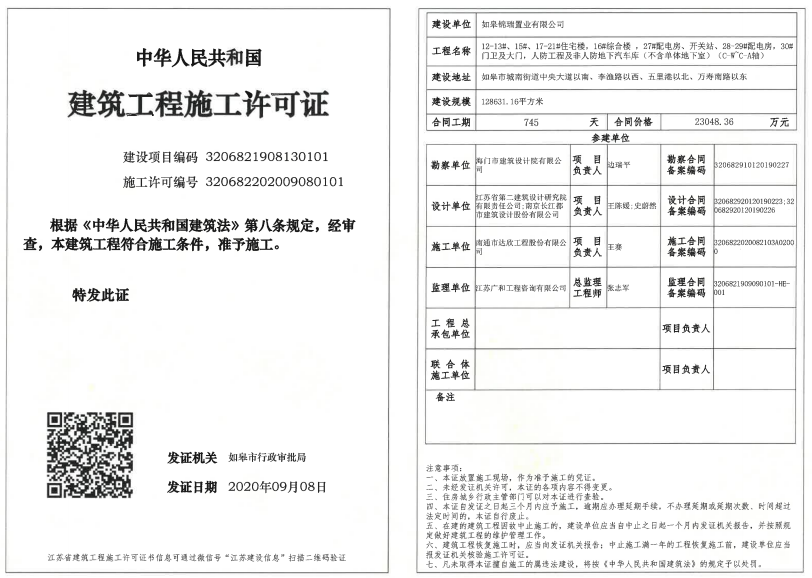 中华人民共和国
建筑工程施工许可证
建设项目编码 3206821908130101
施工许可编号 320682202009080101
根据《中华人民共和国建筑法》第八条规定，经审
查，本建筑工程符合施工条件，准予施工。
特发此证
发证机关 如皋市行政审批局
发证日期 2020年09月08日
江苏省建筑工程施工许可证书信息可通过微信号“江苏建设信息”扫描二维码验证
建设单位 如皋锦瑞置业有限公司
工程名称 12-13#、15#、17-21#住宅楼，16#综合楼，27#配电房、开关站、28-29#配电房，30#
门卫及大门，人防工程及非人防地下汽车库（不含单体地下室）（C-W~C-A轴）
建设地址 如皋市城南街道中央大道以南、李渔路以西、五里港以北、万寿南路以东
建设规模 128631.16平方米
合同工期 745 天 合同价格 23048.36 万元
参建单位
勘察单位 海门市建筑设计院有限公
司 项 目
负责人 边瑞平 勘察合同
备案编码 320682910120190227
设计单位 江苏省第二建筑设计研究院
有限责任公司;南京长江都
市建筑设计股份有限公司 项 目
负责人 王陈媛;史蔚然 设计合同
备案编码 320682920120190223;32
0682920120190226
施工单位 南通市达欣工程股份有限公
司 项 目
负责人 王赛 施工合同
备案编码 3206822020082103A0200
0
监理单位 江苏广和工程咨询有限公司 总监理
工程师 张志军 监理合同
备案编码 3206821909090101-HE-
001
工 程 总
承包单位 项目负责人
联 合 体
施工单位 项目负责人
备注
注意事项：
一、本证放置施工现场，作为准予施工的凭证。
二、未经发证机关许可，本证的各项内容不得变更。
三、住房城乡行政主管部门可以对本证进行查验。
四、本证自发证之日起三个月内应予施工，逾期应办理延期手续，不办理延期或延期次数、时间超过
法定时间的，本证自行废止。
五、在建的建筑工程因故中止施工的，建设单位应当自中止之日起一个月内发证机关报告，并按照规
定做好建筑工程的维护管理工作。
六、建筑工程恢复施工时，应当向发证机关报告；中止施工满一年的工程恢复施工前，建设单位应当
报发证机关核验施工许可证。
七、凡未取得本证擅自施工的属违法建设，将按《中华人民共和国建筑法》的规定予以处罚。